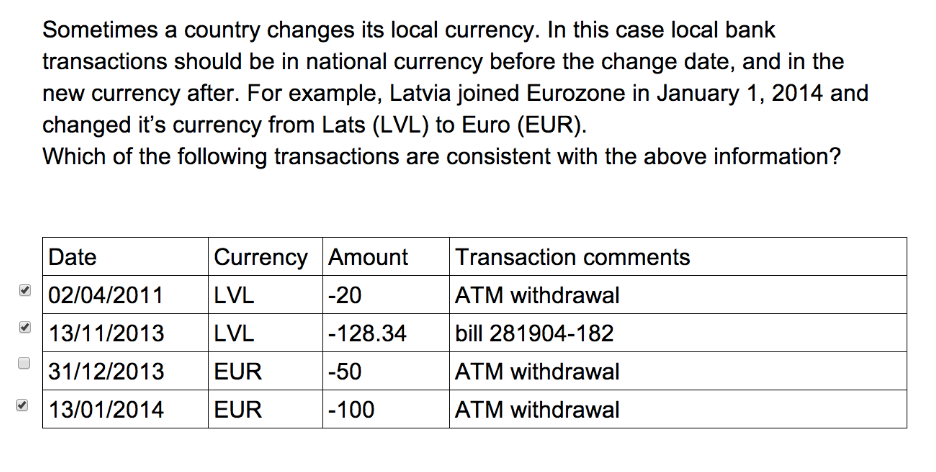 Sometimes a country changes its local currency. In this case local bank
transactions should be in national currency before the change date, and in the
new currency after. For example, Latvia joined Eurozone in January 1, 2014 and
changed it’s currency from Lats (LVL) to Euro (EUR).
Which of the following transactions are consistent with the above information?
Date Currency Amount Transaction comments
02/04/2011 LVL -20 ATM withdrawal
13/11/2013 LVL -128.34 bill 281904-182
31/12/2013 EUR -50 ATM withdrawal
13/01/2014 EUR -100 ATM withdrawal